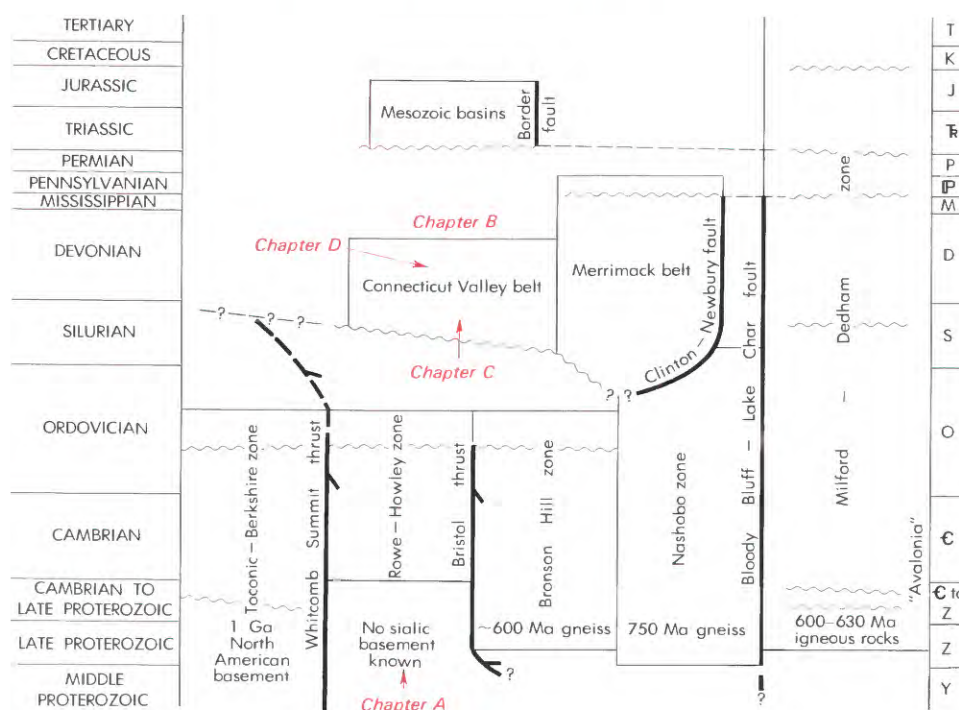 TERTIARY
CRETACEOUS
JURASSIC
TRIASSIC
PERMIAN
PENNSYLVANIAN
MISSISSIPPIAN
DEVONIAN
SILURIAN
ORDOVICIAN
CAMBRIAN
CAMBRIAN TO
LATE PROTEROZOIC
LATE PROTEROZOIC
MIDDLE
PROTEROZOIC
Mesozoic basins
Border
fault
Chapter B
Chapter D
Connecticut Valley belt
Chapter C
Merrimack belt
Clinton – Newbury fault
? ? ?
? ?
Taconic – Berkshire zone
1 Ga
North
American
basement
Whitcomb Summit thrust
Rowe – Hawley zone
No sialic
basement
known
Chapter A
Bristol thrust
?
Bronson Hill zone
~600 Ma gneiss
Nashoba zone
750 Ma gneiss
Bloody Bluff – Lake Char fault
?
Milford – Dedham zone
600–630 Ma
igneous rocks
"Avalonia"
T
K
J
TR
P
IP
M
D
S
O
Є
Є to
Z
Z
Y